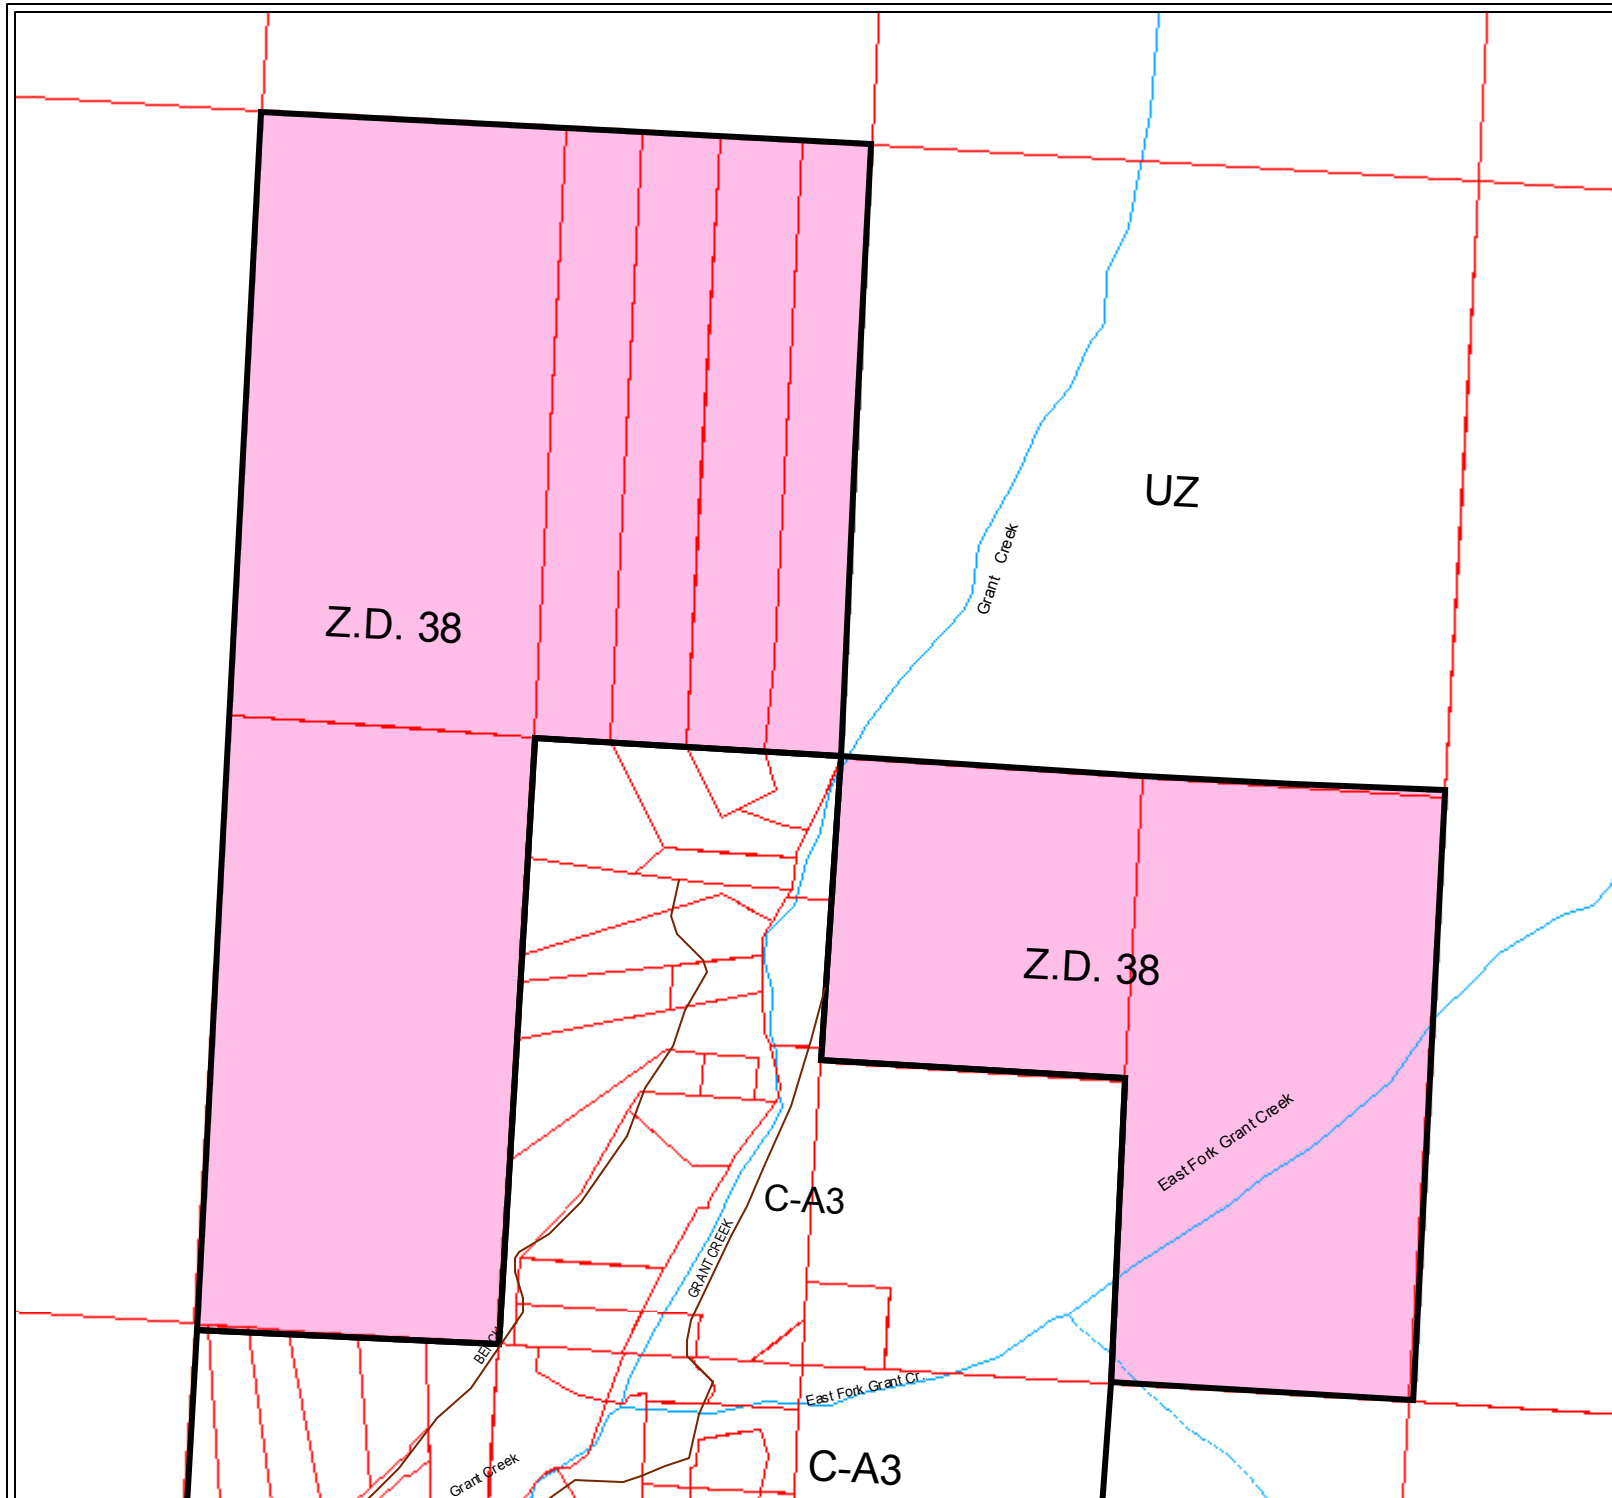 UZ
Grant Creek
Z.D. 38
Z.D. 38
East Fork Grant Creek
C-A3
GRANT CREEK
BENCH
East Fork Grant Cr.
C-A3
Grant Creek